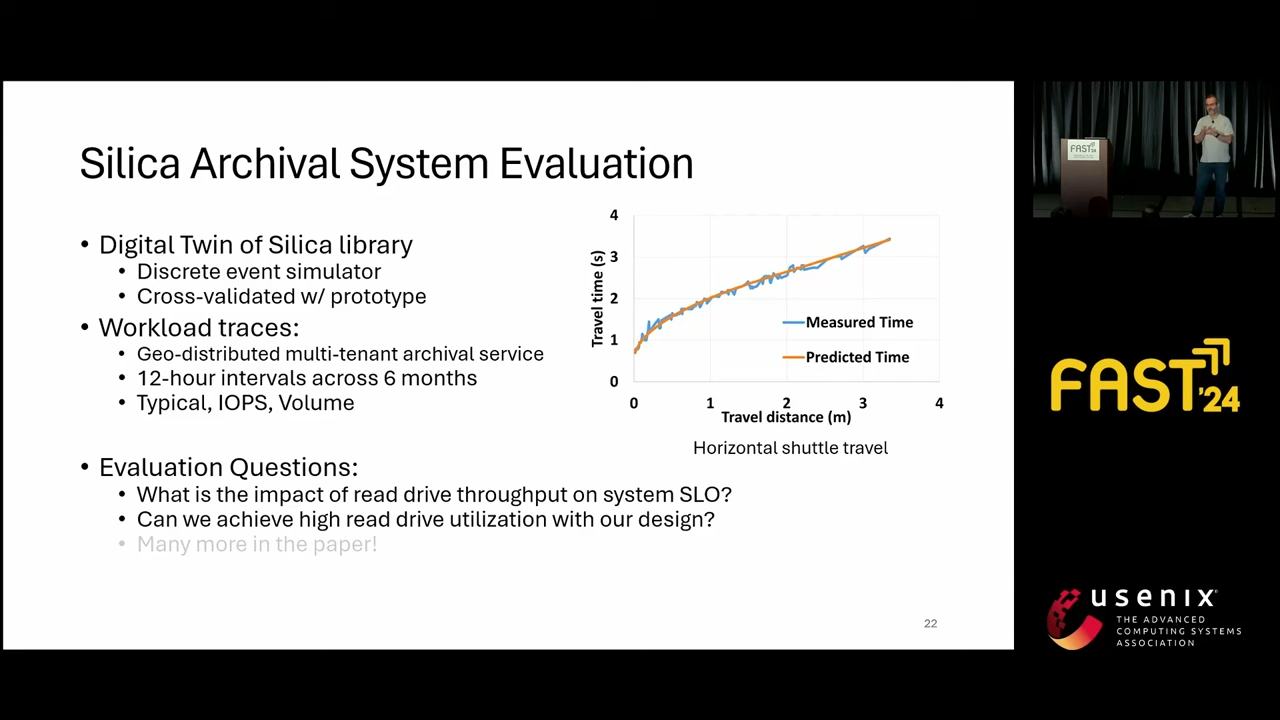 Silica Archival System Evaluation
• Digital Twin of Silica library
• Discrete event simulator
• Cross-validated w/ prototype
• Workload traces:
• Geo-distributed multi-tenant archival service
• 12-hour intervals across 6 months
• Typical, IOPS, Volume
4
3
2
1
0
Travel time (s)
Measured Time
Predicted Time
0 1 2 3 4
Travel distance (m)
Horizontal shuttle travel
• Evaluation Questions:
• What is the impact of read drive throughput on system SLO?
• Can we achieve high read drive utilization with our design?
• Many more in the paper!
22
FAST '24
FAST'24
usenix
THE ADVANCED
COMPUTING SYSTEMS
ASSOCIATION